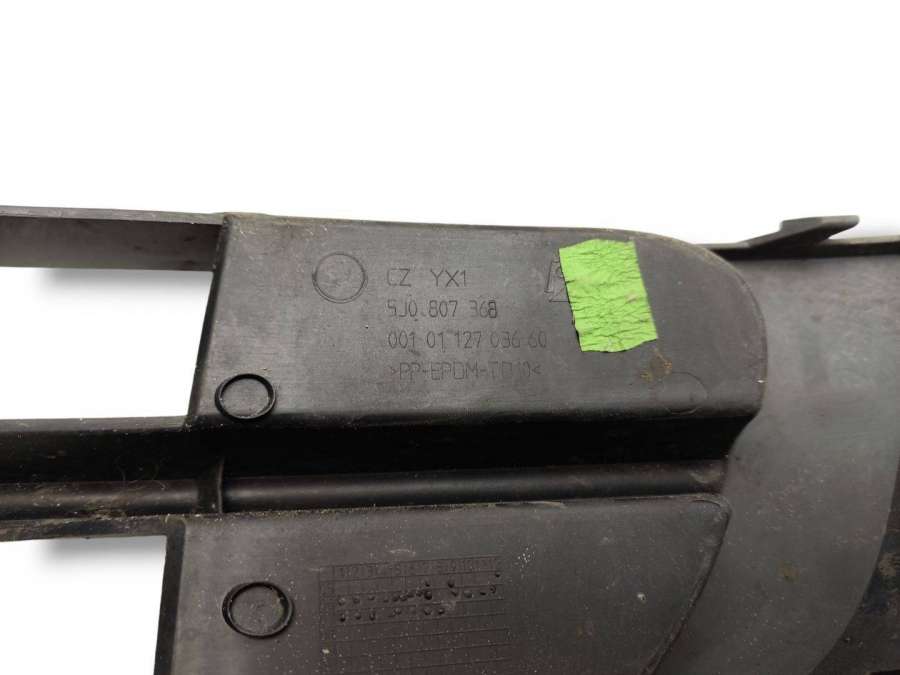 CZ YX1
5J0.807 368
001 01 127 036 60
>PP-EPDM-TD10<